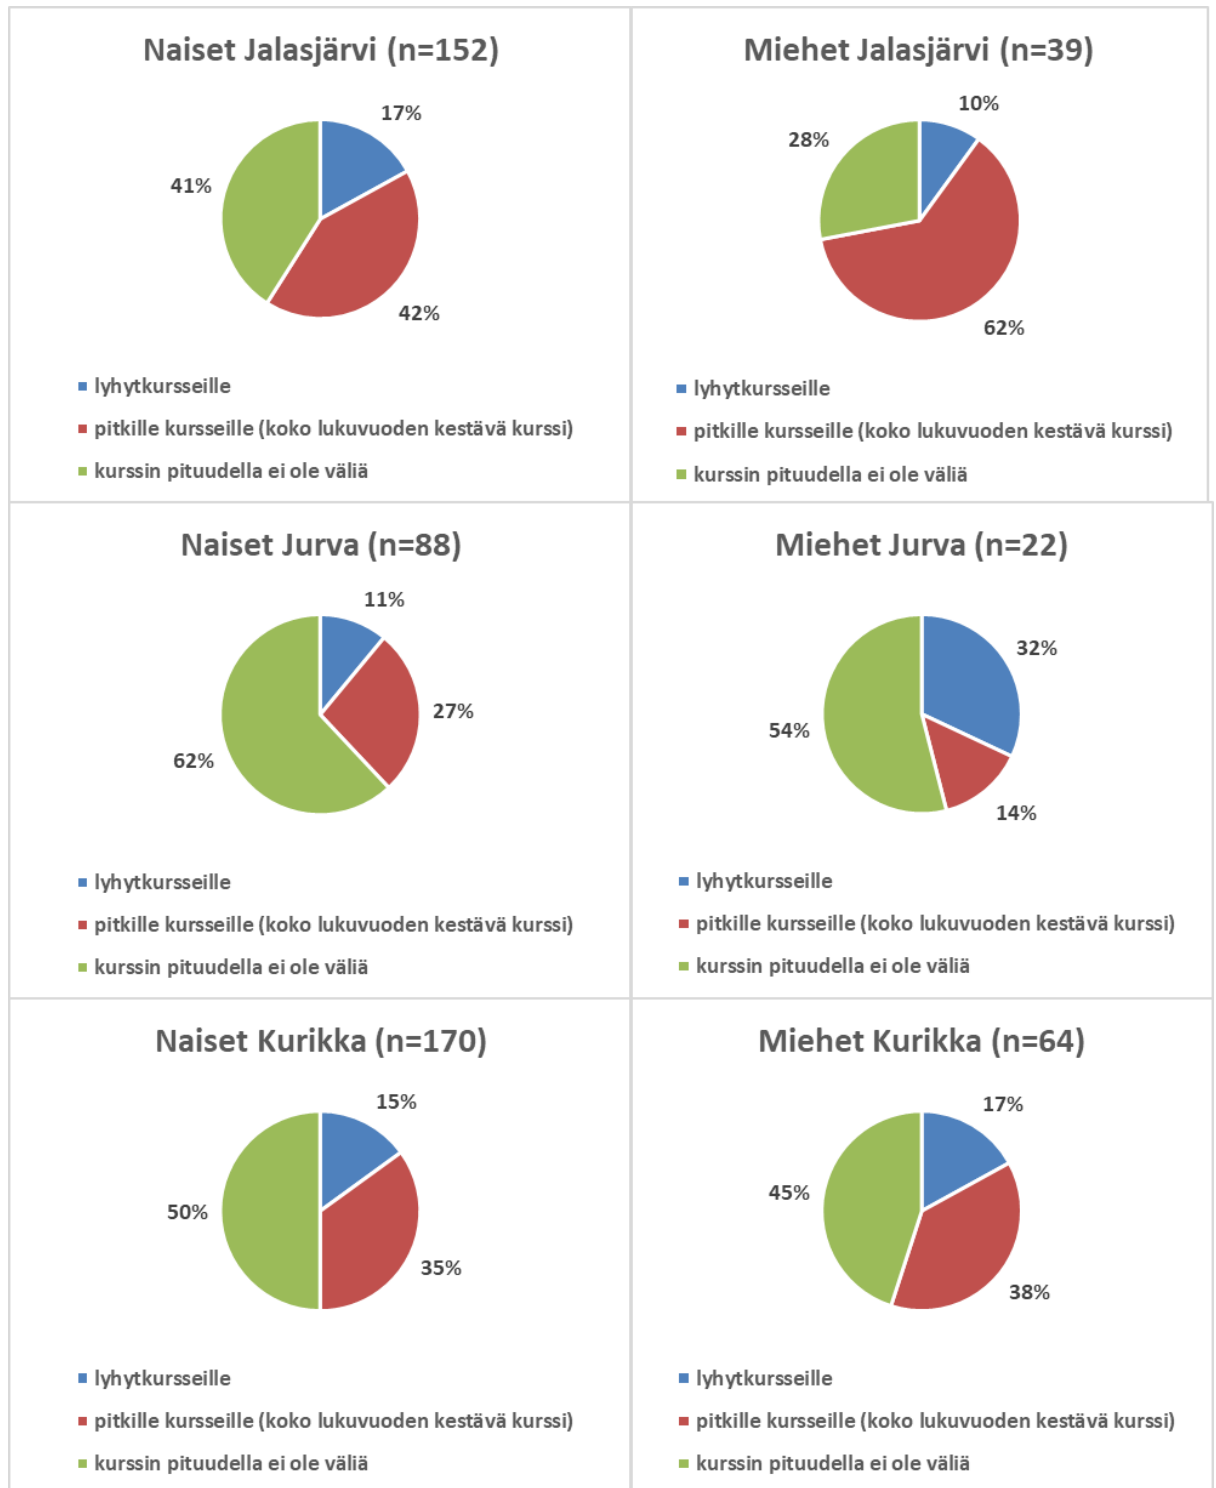 Naiset Jalasjärvi (n=152)
17%
41%
42%
lyhytkursseille
pitkille kursseille (koko lukuvuoden kestävä kurssi)
kurssin pituudella ei ole väliä
Miehet Jalasjärvi (n=39)
10%
28%
62%
lyhytkursseille
pitkille kursseille (koko lukuvuoden kestävä kurssi)
kurssin pituudella ei ole väliä
Naiset Jurva (n=88)
11%
27%
62%
lyhytkursseille
pitkille kursseille (koko lukuvuoden kestävä kurssi)
kurssin pituudella ei ole väliä
Miehet Jurva (n=22)
32%
54%
14%
lyhytkursseille
pitkille kursseille (koko lukuvuoden kestävä kurssi)
kurssin pituudella ei ole väliä
Naiset Kurikka (n=170)
15%
50%
35%
lyhytkursseille
pitkille kursseille (koko lukuvuoden kestävä kurssi)
kurssin pituudella ei ole väliä
Miehet Kurikka (n=64)
17%
45%
38%
lyhytkursseille
pitkille kursseille (koko lukuvuoden kestävä kurssi)
kurssin pituudella ei ole väliä